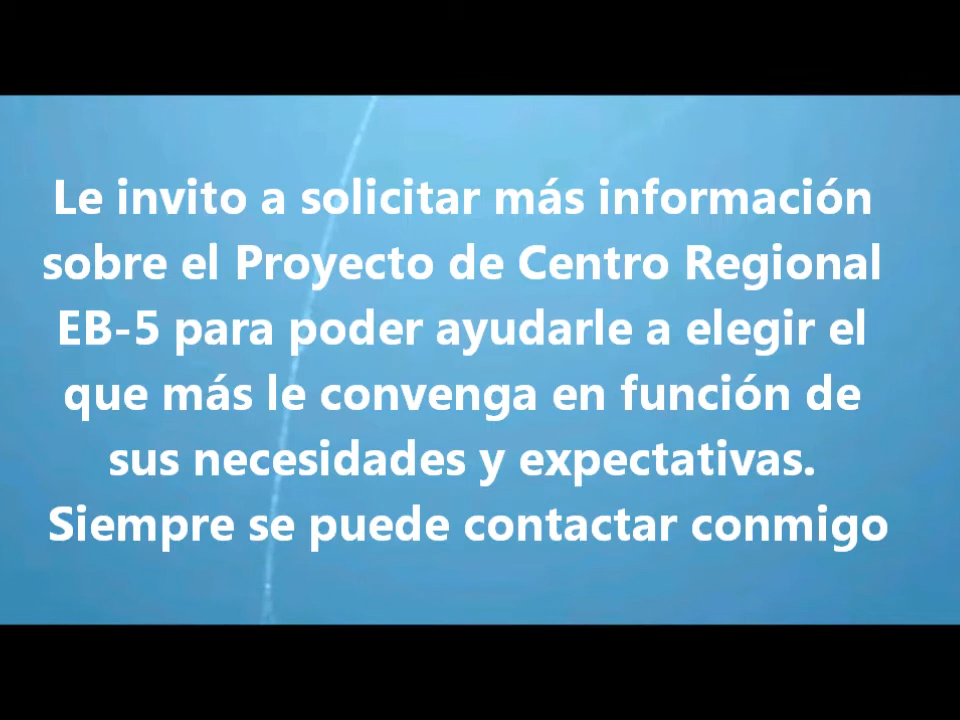 Le invito a solicitar más información
sobre el Proyecto de Centro Regional
EB-5 para poder ayudarle a elegir el
que más le convenga en función de
sus necesidades y expectativas.
Siempre se puede contactar conmigo